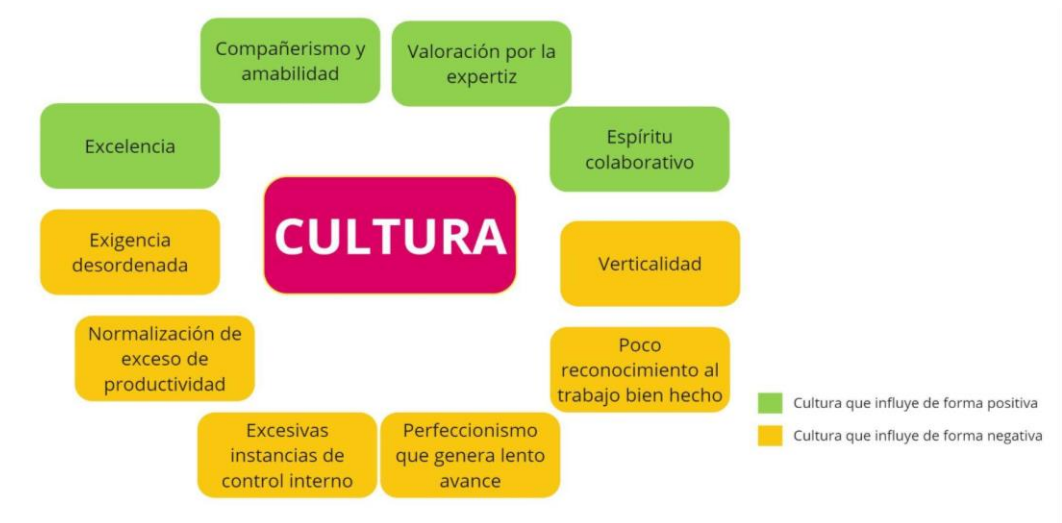 Compañerismo y
amabilidad
Valoración por la
expertiz
Excelencia
Espíritu
colaborativo
CULTURA
Exigencia
desordenada
Verticalidad
Normalización de
exceso de
productividad
Poco
reconocimiento al
trabajo bien hecho
Excesivas
instancias de
control interno
Perfeccionismo
que genera lento
avance
Cultura que influye de forma positiva
Cultura que influye de forma negativa